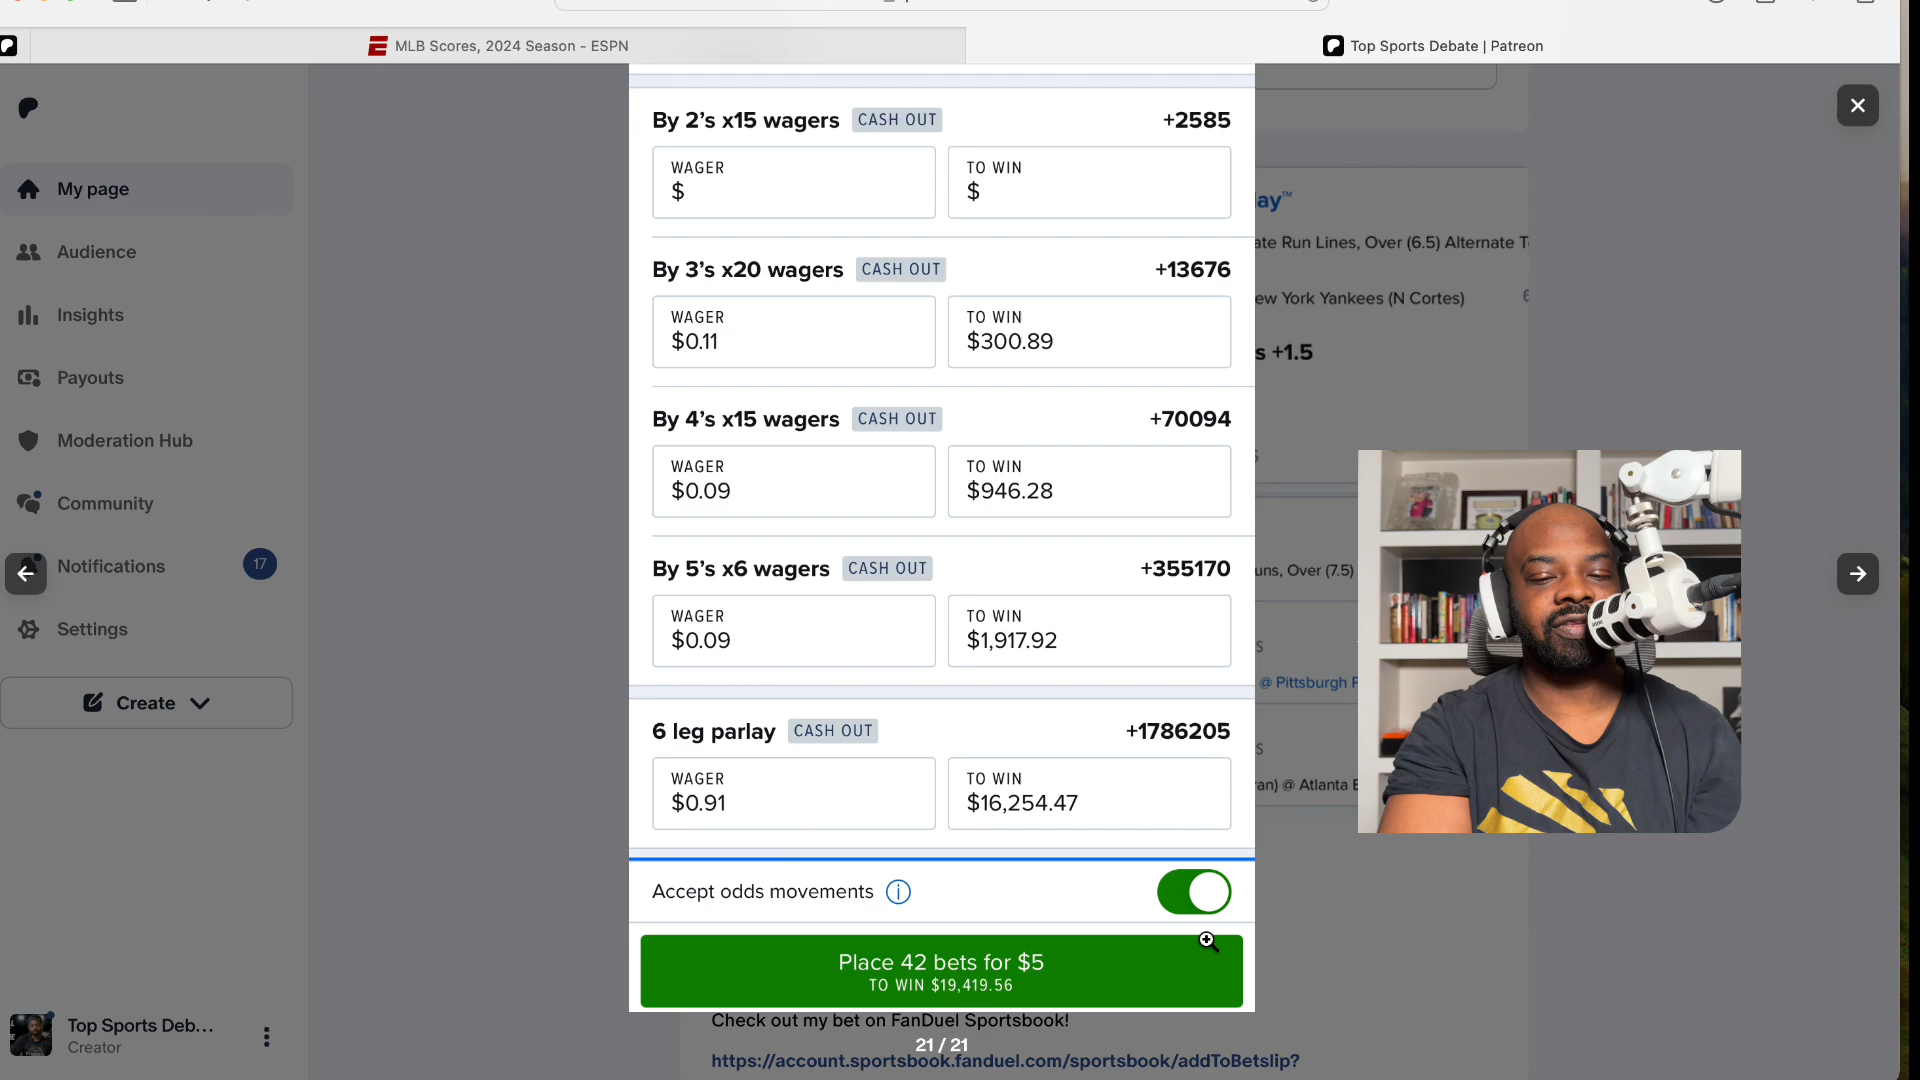 MLB Scores, 2024 Season - ESPN
Top Sports Debate | Patreon
My page
Audience
Insights
Payouts
Moderation Hub
Community
Notifications
17
Settings
Create
Top Sports Deb...
Creator
By 2's x15 wagers CASH OUT +2585
WAGER TO WIN
$ $
By 3's x20 wagers CASH OUT +13676
WAGER TO WIN
$0.11 $300.89
By 4's x15 wagers CASH OUT +70094
WAGER TO WIN
$0.09 $946.28
By 5's x6 wagers CASH OUT +355170
WAGER TO WIN
$0.09 $1,917.92
6 leg parlay CASH OUT +1786205
WAGER TO WIN
$0.91 $16,254.47
Accept odds movements
Place 42 bets for $5
TO WIN $19,419.56
ay™
ate Run Lines, Over (6.5) Alternate T
ew York Yankees (N Cortes)
s +1.5
uns, Over (7.5)
@ Pittsburgh P
an) @ Atlanta B
Check out my bet on FanDuel Sportsbook!
21 / 21
https://account.sportsbook.fanduel.com/sportsbook/addToBetslip?